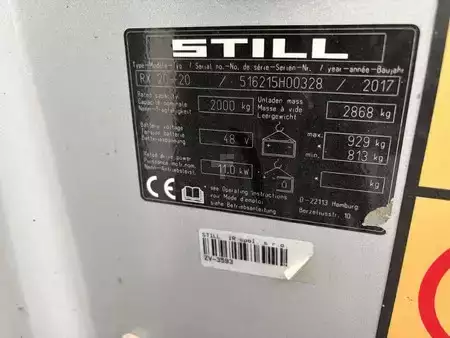 STILL
Type-Modèle-Typ / Serial no.-No. de série-Serien-Nr. / year-année-Baujahr
RX 20-20 / 516215H00328 / 2017
Rated capacity
Capacité nominale 2000 kg
Nenn-Tragfähigkeit
Unladen mass
Masse à vide 2868 kg
Leergewicht
Battery voltage
Tension batterie 48 V
Batteriespannung
max. 929 kg
min. 813 kg
Rated drive power
Puissance motr. nom. 11.0 kW
Nenn-Antriebsleist.
* kg
CE
see Operating Instructions
voir Mode d'emploi
siehe Betriebsanleitung
D-22113 Hamburg
Berzeliusstr. 10
STILL ČR spol. s r.o.
ZV-3593